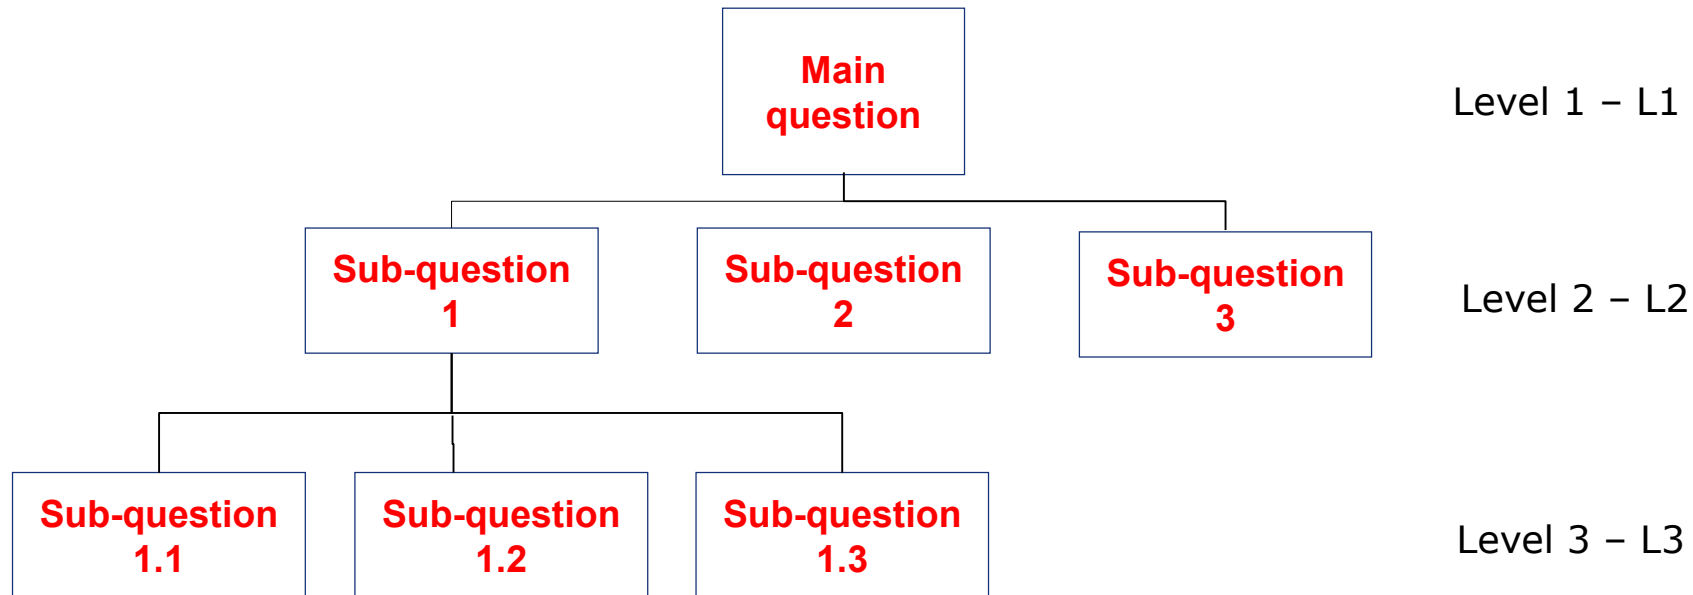 Main
question
Level 1 – L1
Sub-question
1
Sub-question
2
Sub-question
3
Level 2 – L2
Sub-question
1.1
Sub-question
1.2
Sub-question
1.3
Level 3 – L3